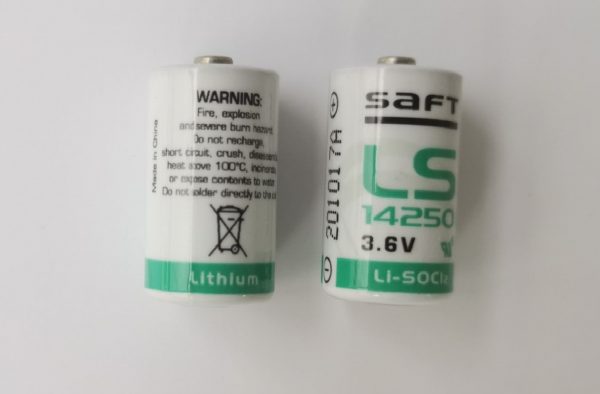 WARNING:
Fire, explosion
and severe burn hazard.
Do not recharge,
short circuit, crush, disassemble,
heat above 100°C, incinerate
or expose contents to water.
Do not solder directly to the
Made in China
Lithium
SAFT
LS
14250
3.6V
Li-SOCl2
201017A